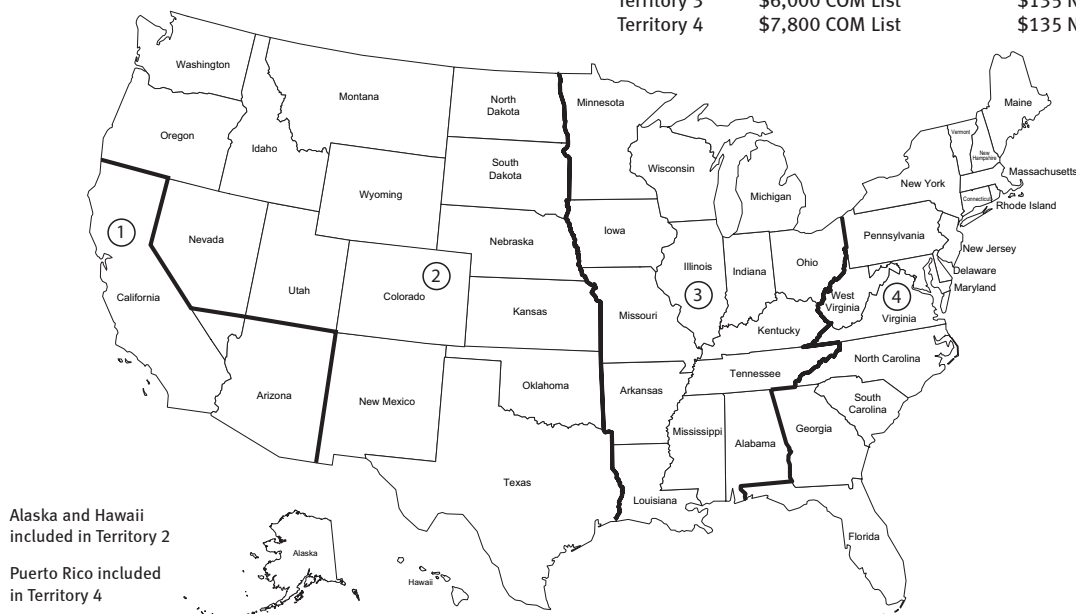 Territory 3 $6,000 COM List $135 N
Territory 4 $7,800 COM List $135 N
Washington
Montana
North
Dakota
Minnesota
Maine
Oregon
Idaho
Vermont
New
Hampshire
South
Dakota
Wisconsin
Massachusetts
Wyoming
Michigan
New York
Connecticut
Rhode Island
1
Nevada
Nebraska
Iowa
Pennsylvania
New Jersey
2
Illinois
Indiana
Ohio
Delaware
California
Utah
Colorado
3
West
Virginia
4
Maryland
Kansas
Missouri
Virginia
Kentucky
North Carolina
Tennessee
Arizona
New Mexico
Oklahoma
Arkansas
South
Carolina
Mississippi
Alabama
Georgia
Texas
Louisiana
Alaska and Hawaii
included in Territory 2
Florida
Alaska
Puerto Rico included
in Territory 4
Hawaii